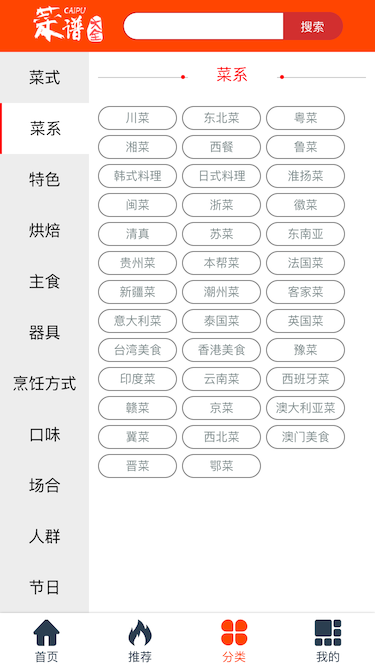 菜谱大全 CAIPU
搜索
菜式
菜系
特色
烘焙
主食
器具
烹饪方式
口味
场合
人群
节日
菜系
川菜 东北菜 粤菜
湘菜 西餐 鲁菜
韩式料理 日式料理 淮扬菜
闽菜 浙菜 徽菜
清真 苏菜 东南亚
贵州菜 本帮菜 法国菜
新疆菜 潮州菜 客家菜
意大利菜 泰国菜 英国菜
台湾美食 香港美食 豫菜
印度菜 云南菜 西班牙菜
赣菜 京菜 澳大利亚菜
冀菜 西北菜 澳门美食
晋菜 鄂菜
首页 推荐 分类 我的